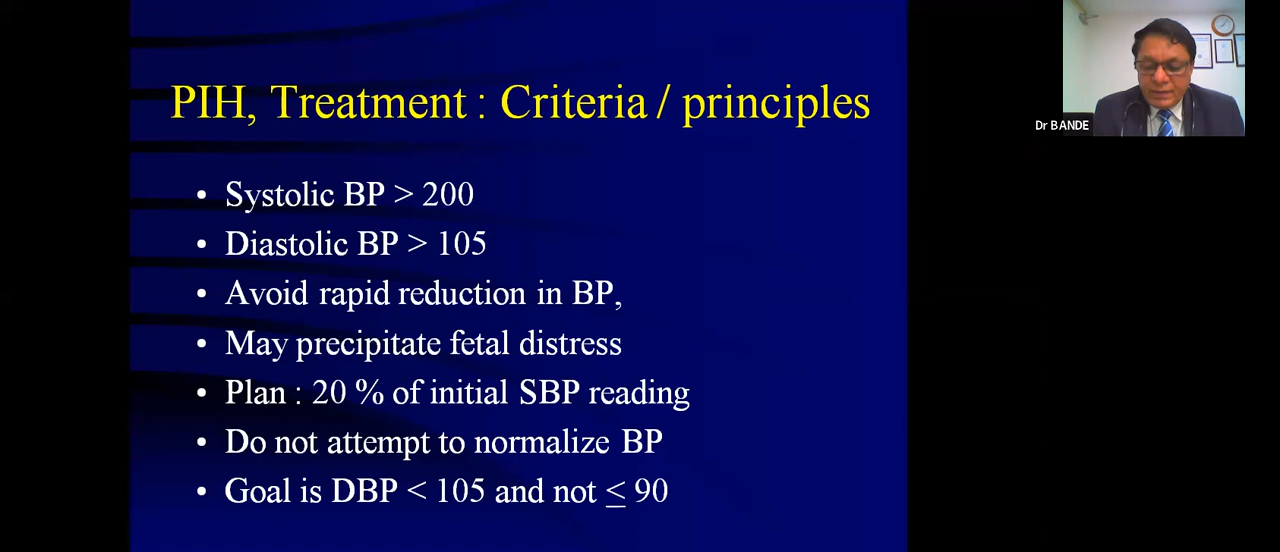 PIH, Treatment : Criteria / principles
Dr BANDE
• Systolic BP > 200
• Diastolic BP > 105
• Avoid rapid reduction in BP,
• May precipitate fetal distress
• Plan : 20 % of initial SBP reading
• Do not attempt to normalize BP
• Goal is DBP < 105 and not ≤ 90